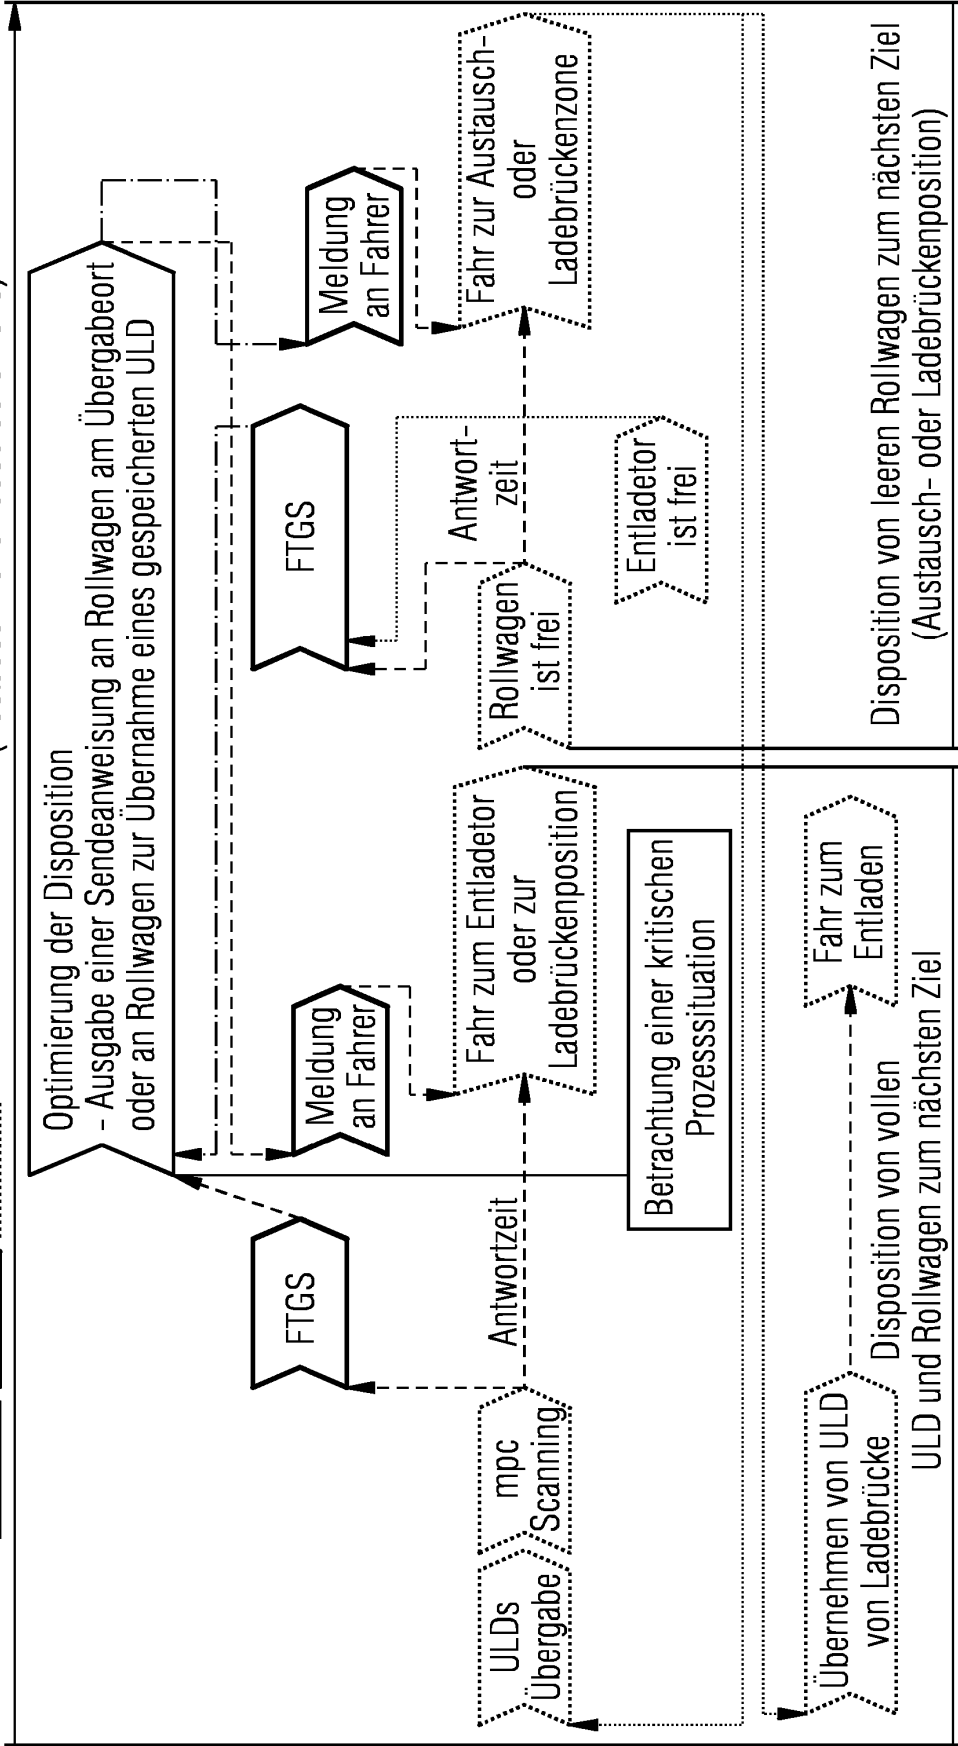 Optimierung der Disposition
- Ausgabe einer Sendeanweisung an Rollwagen am Übergabeort
oder an Rollwagen zur Übernahme eines gespeicherten ULD
FTGS
Meldung
an Fahrer
FTGS
Meldung
an Fahrer
ULDs
Übergabe
mpc
Scanning
Antwortzeit
Fahr zum Entladetor
oder zur
Ladebrückenposition
Rollwagen
ist frei
Antwort-
zeit
Fahr zur Austausch-
oder
Ladebrückenzone
Betrachtung einer kritischen
Prozesssituation
Entladetor
ist frei
Übernehmen von ULD
von Ladebrücke
Fahr zum
Entladen
Disposition von vollen
ULD und Rollwagen zum nächsten Ziel
Disposition von leeren Rollwagen zum nächsten Ziel
(Austausch- oder Ladebrückenposition)